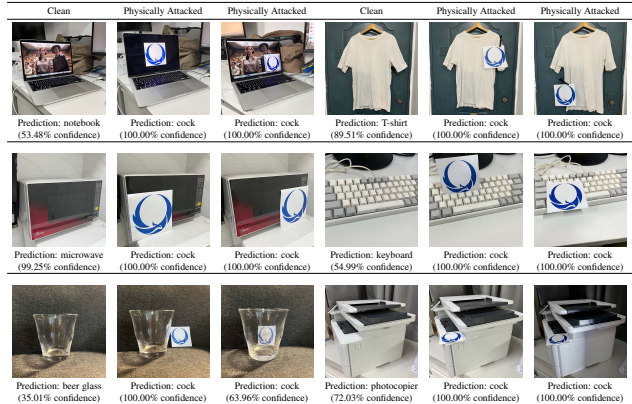 Clean Physically Attacked Physically Attacked Clean Physically Attacked Physically Attacked
Prediction: notebook Prediction: cock Prediction: cock Prediction: T-shirt Prediction: cock Prediction: cock
(53.48% confidence) (100.00% confidence) (100.00% confidence) (89.51% confidence) (100.00% confidence) (100.00% confidence)
Prediction: microwave Prediction: cock Prediction: cock Prediction: keyboard Prediction: cock Prediction: cock
(99.25% confidence) (100.00% confidence) (100.00% confidence) (54.99% confidence) (100.00% confidence) (100.00% confidence)
Prediction: beer glass Prediction: cock Prediction: cock Prediction: photocopier Prediction: cock Prediction: cock
(35.01% confidence) (100.00% confidence) (63.96% confidence) (72.03% confidence) (100.00% confidence) (100.00% confidence)